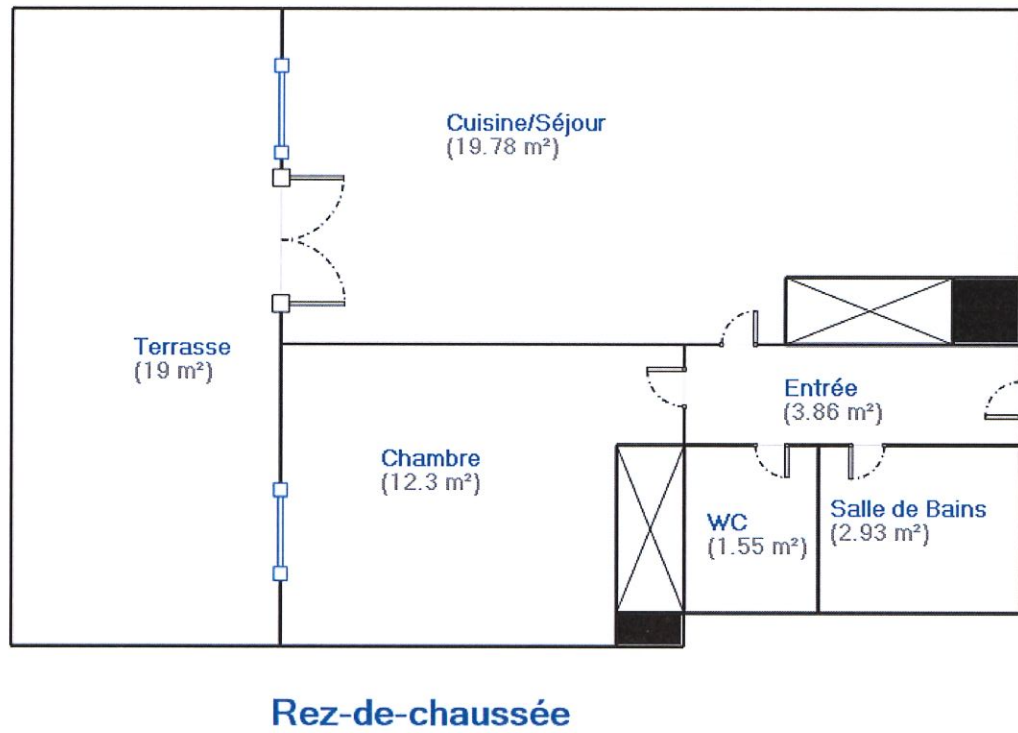 Cuisine/Séjour
(19.78 m²)
Terrasse
(19 m²)
Entrée
(3.86 m²)
Chambre
(12.3 m²)
WC
(1.55 m²)
Salle de Bains
(2.93 m²)
Rez-de-chaussée